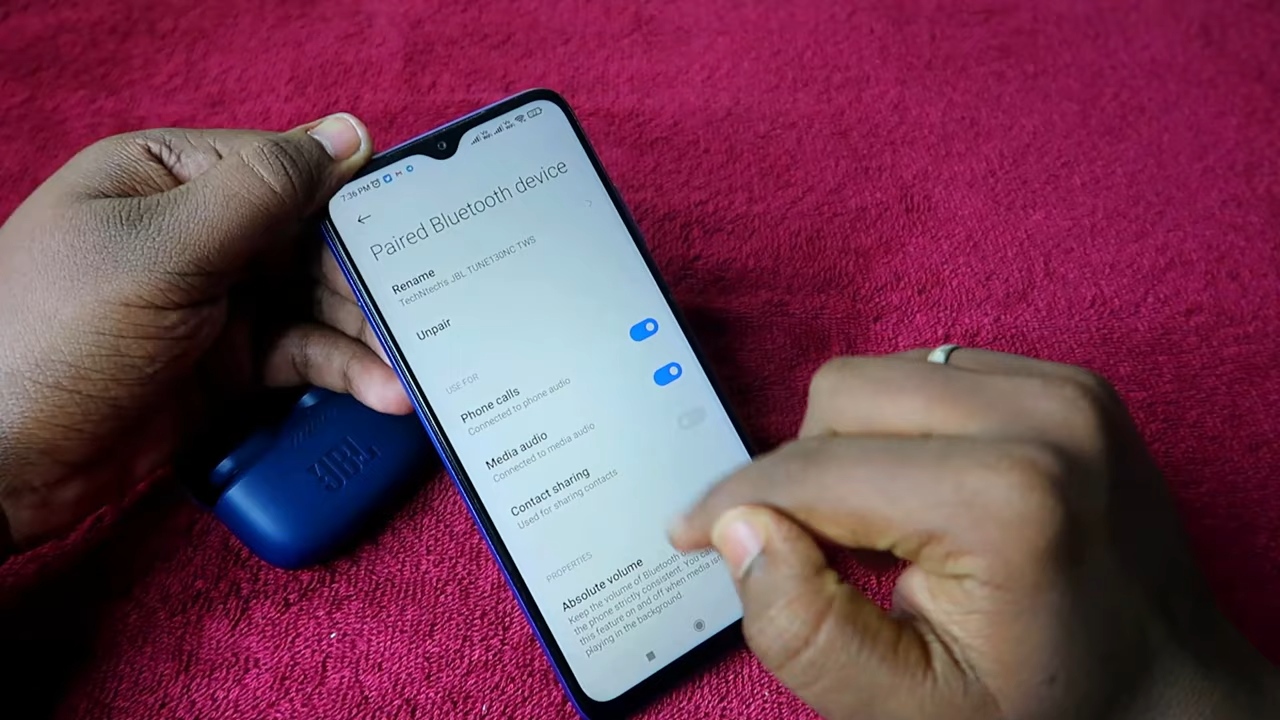 7:36 PM
Paired Bluetooth device
Rename
TechNtech's JBL TUNE130NC TWS
Unpair
USE FOR
Phone calls
Connected to phone audio
Media audio
Connected to media audio
Contact sharing
Used for sharing contacts
PROPERTIES
Absolute volume
Keep the volume of Bluetooth
the phone strictly consistent. You can
this feature on and off when media
playing in the background.
JBL